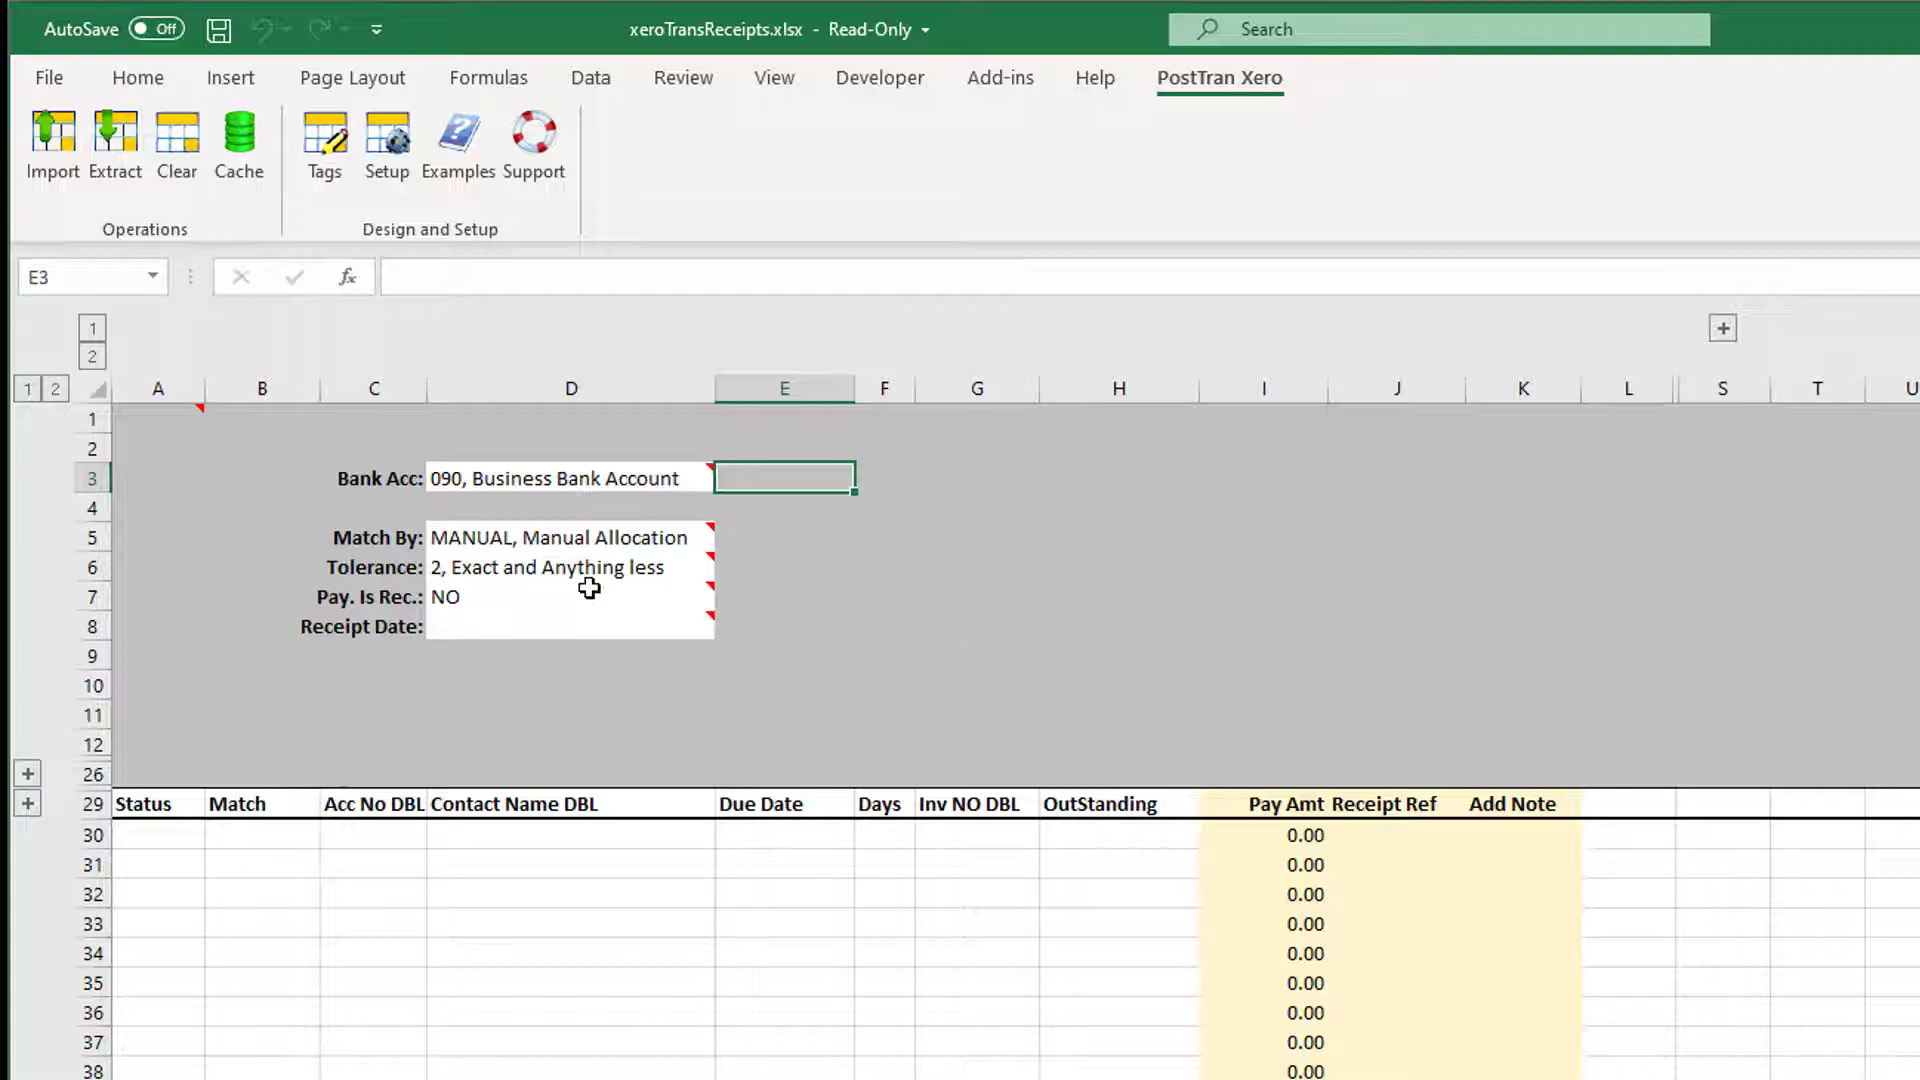 AutoSave Off xeroTransReceipts.xlsx - Read-Only Search
File Home Insert Page Layout Formulas Data Review View Developer Add-ins Help PostTran Xero
Import Extract Clear Cache Tags Setup Examples Support
Operations Design and Setup
E3 fx
1
2
1 2 A B C D E F G H I J K L S T U
1
2
3 Bank Acc: 090, Business Bank Account
4
5 Match By: MANUAL, Manual Allocation
6 Tolerance: 2, Exact and Anything less
7 Pay. Is Rec.: NO
8 Receipt Date:
9
10
11
12
26
29 Status Match Acc No DBL Contact Name DBL Due Date Days Inv NO DBL OutStanding Pay Amt Receipt Ref Add Note
30 0.00
31 0.00
32 0.00
33 0.00
34 0.00
35 0.00
36 0.00
37 0.00
38 0.00